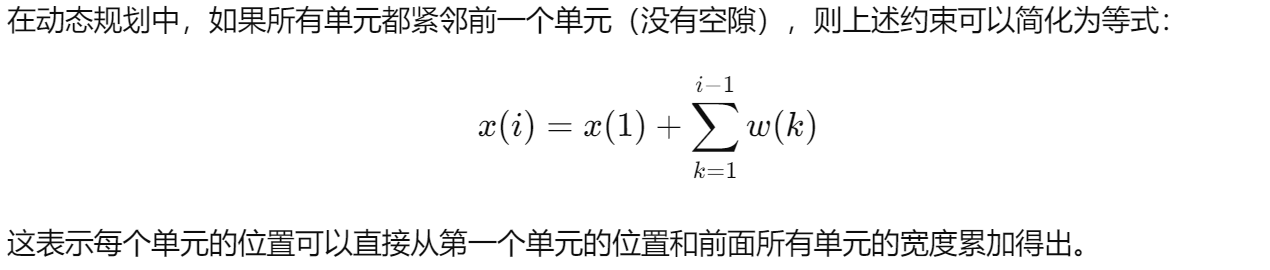 在动态规划中，如果所有单元都紧邻前一个单元（没有空隙），则上述约束可以简化为等式：
x(i) = x(1) + ∑_{k=1}^{i−1} w(k)
这表示每个单元的位置可以直接从第一个单元的位置和前面所有单元的宽度累加得出。